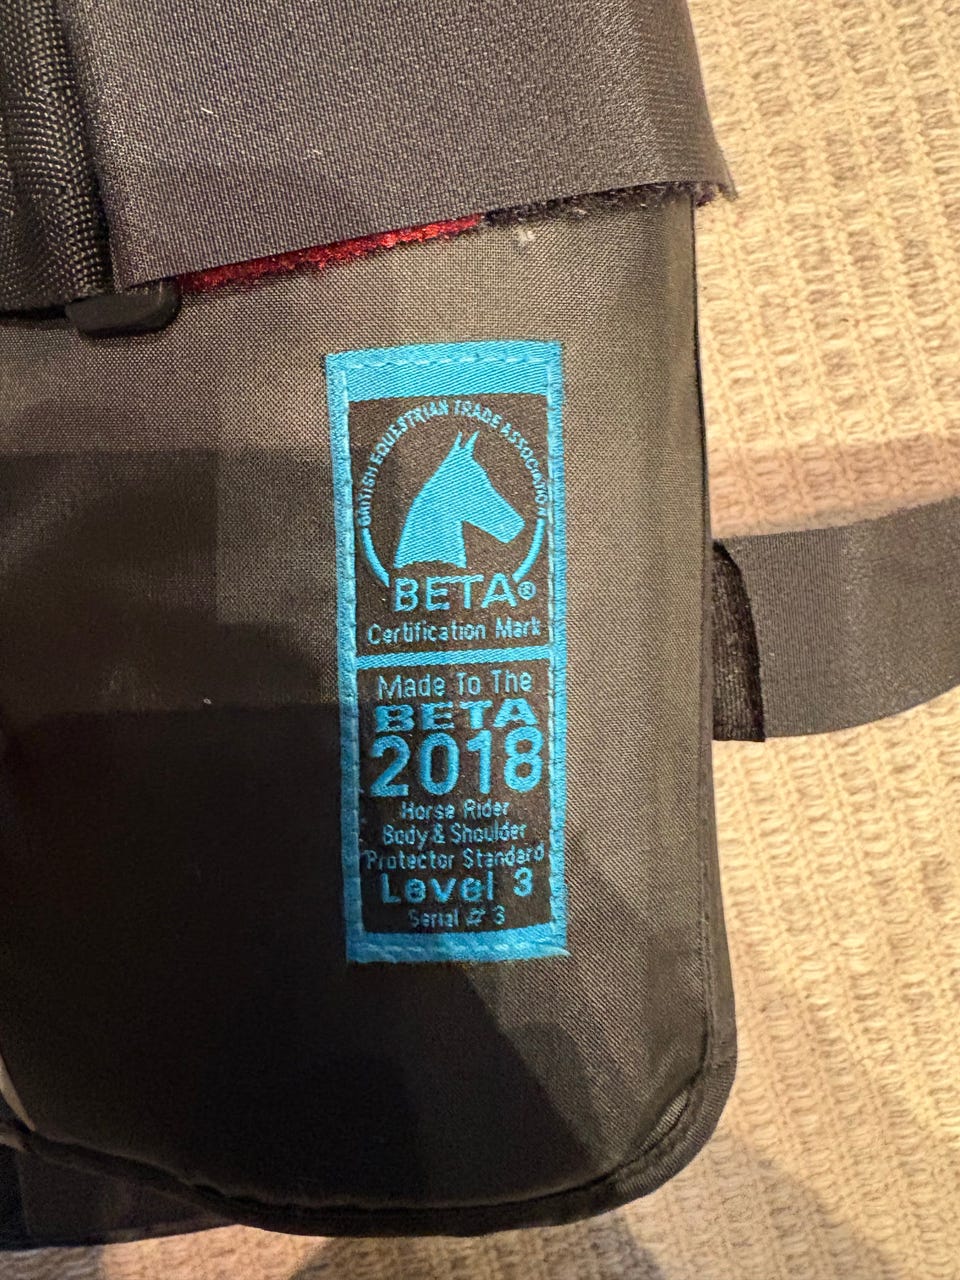 BRITISH EQUESTRIAN TRADE ASSOCIATION
BETA®
Certification Mark
Made To The
BETA
2018
Horse Rider
Body & Shoulder
Protector Standard
Level 3
Serial # 3